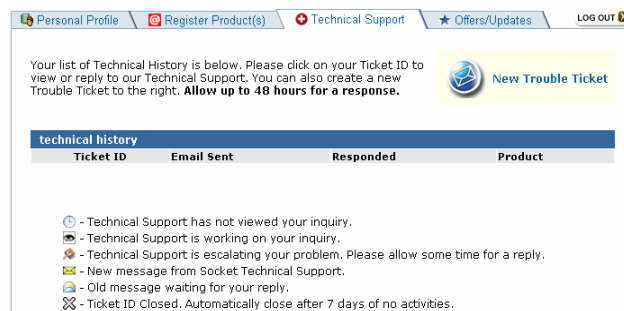 Personal Profile Register Product(s) Technical Support Offers/Updates LOG OUT
Your list of Technical History is below. Please click on your Ticket ID to
view or reply to our Technical Support. You can also create a new
Trouble Ticket to the right. Allow up to 48 hours for a response.
New Trouble Ticket
technical history
Ticket ID Email Sent Responded Product
- Technical Support has not viewed your inquiry.
- Technical Support is working on your inquiry.
- Technical Support is escalating your problem. Please allow some time for a reply.
- New message from Socket Technical Support.
- Old message waiting for your reply.
- Ticket ID Closed. Automatically close after 7 days of no activities.